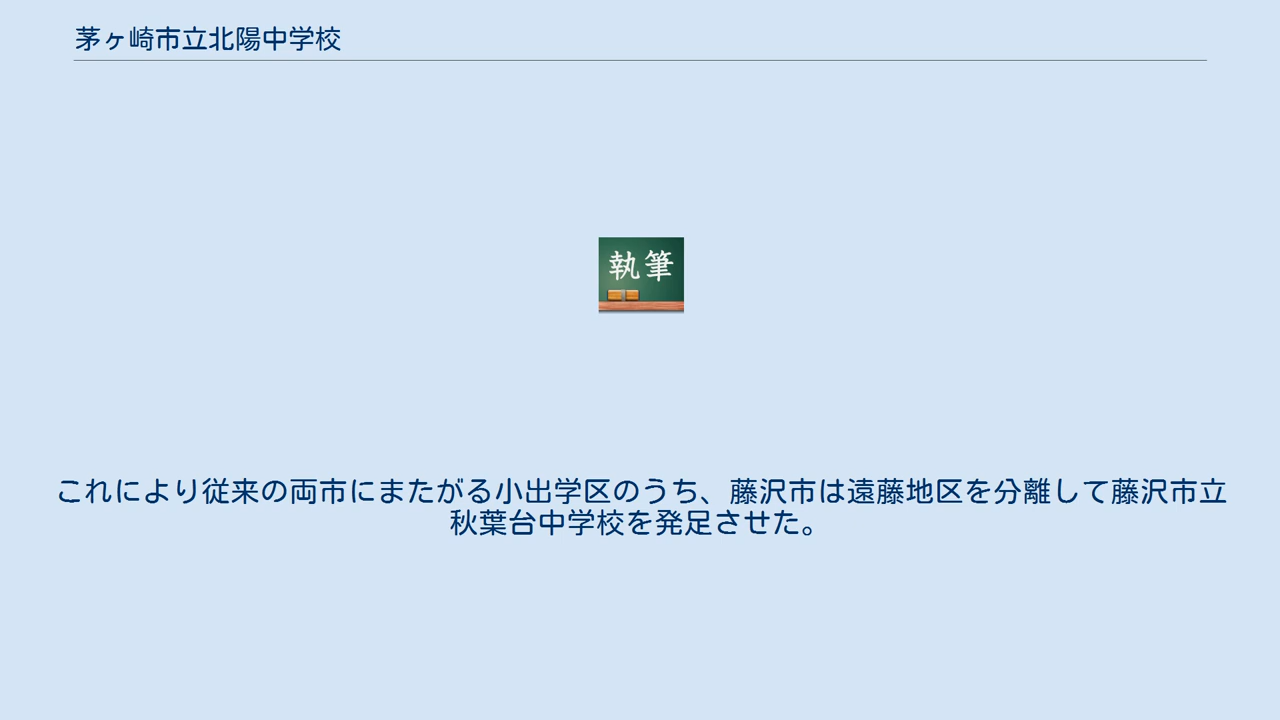 茅ヶ崎市立北陽中学校
執筆
これにより従来の両市にまたがる小出学区のうち、藤沢市は遠藤地区を分離して藤沢市立
秋葉台中学校を発足させた。